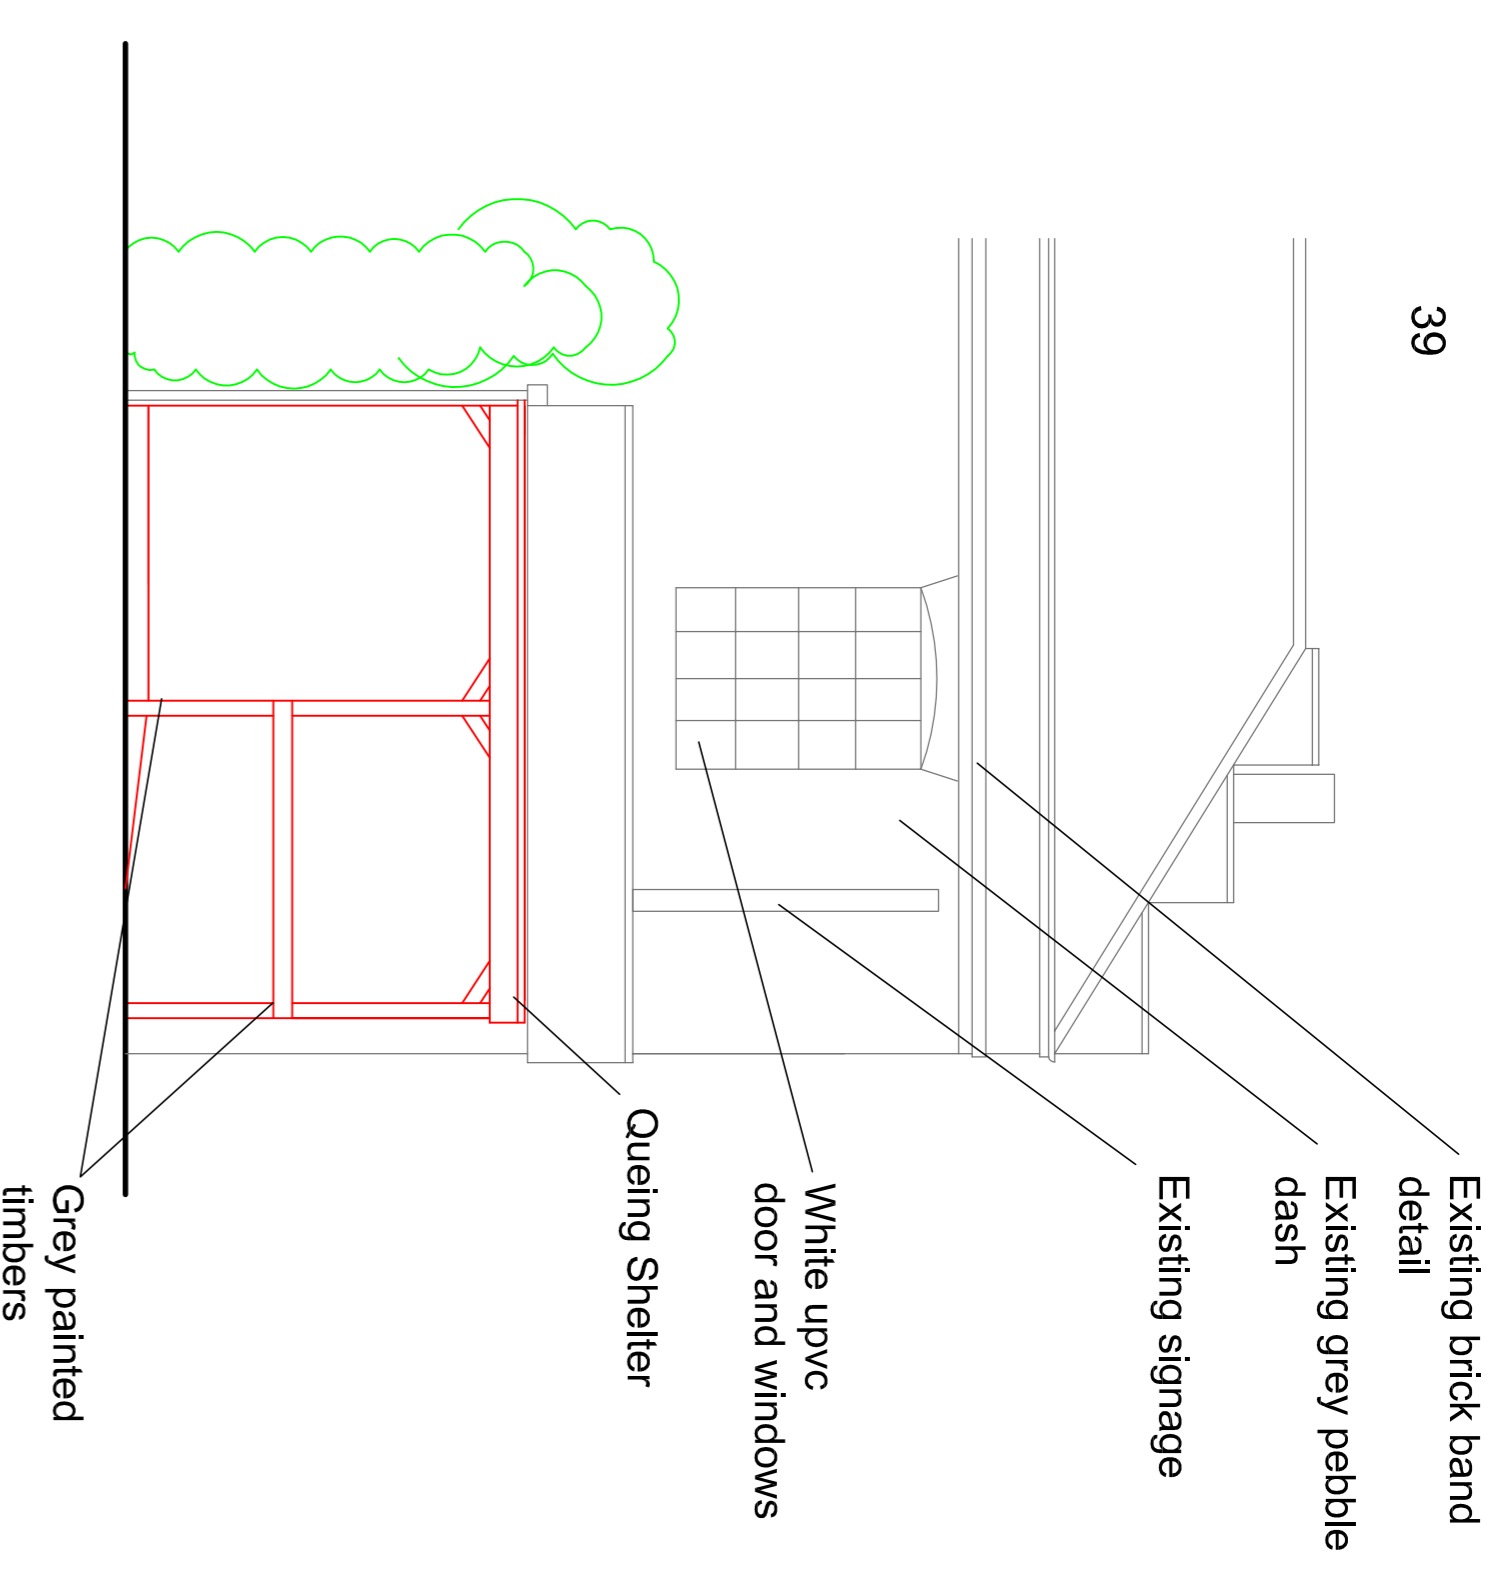 39
Existing brick band
detail
Existing grey pebble
dash
Existing signage
White upvc
door and windows
Queing Shelter
Grey painted
timbers